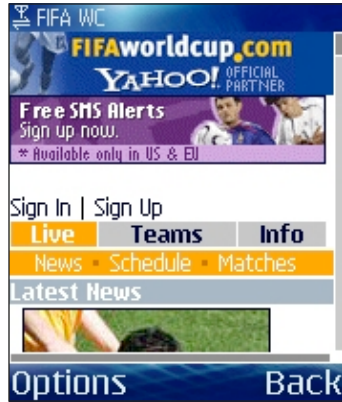 FIFA WC
FIFAworldcup.com
YAHOO! OFFICIAL PARTNER
Free SMS Alerts
Sign up now.
* Available only in US & EU
Sign In | Sign Up
Live Teams Info
News ▪ Schedule ▪ Matches
Latest News
Options Back